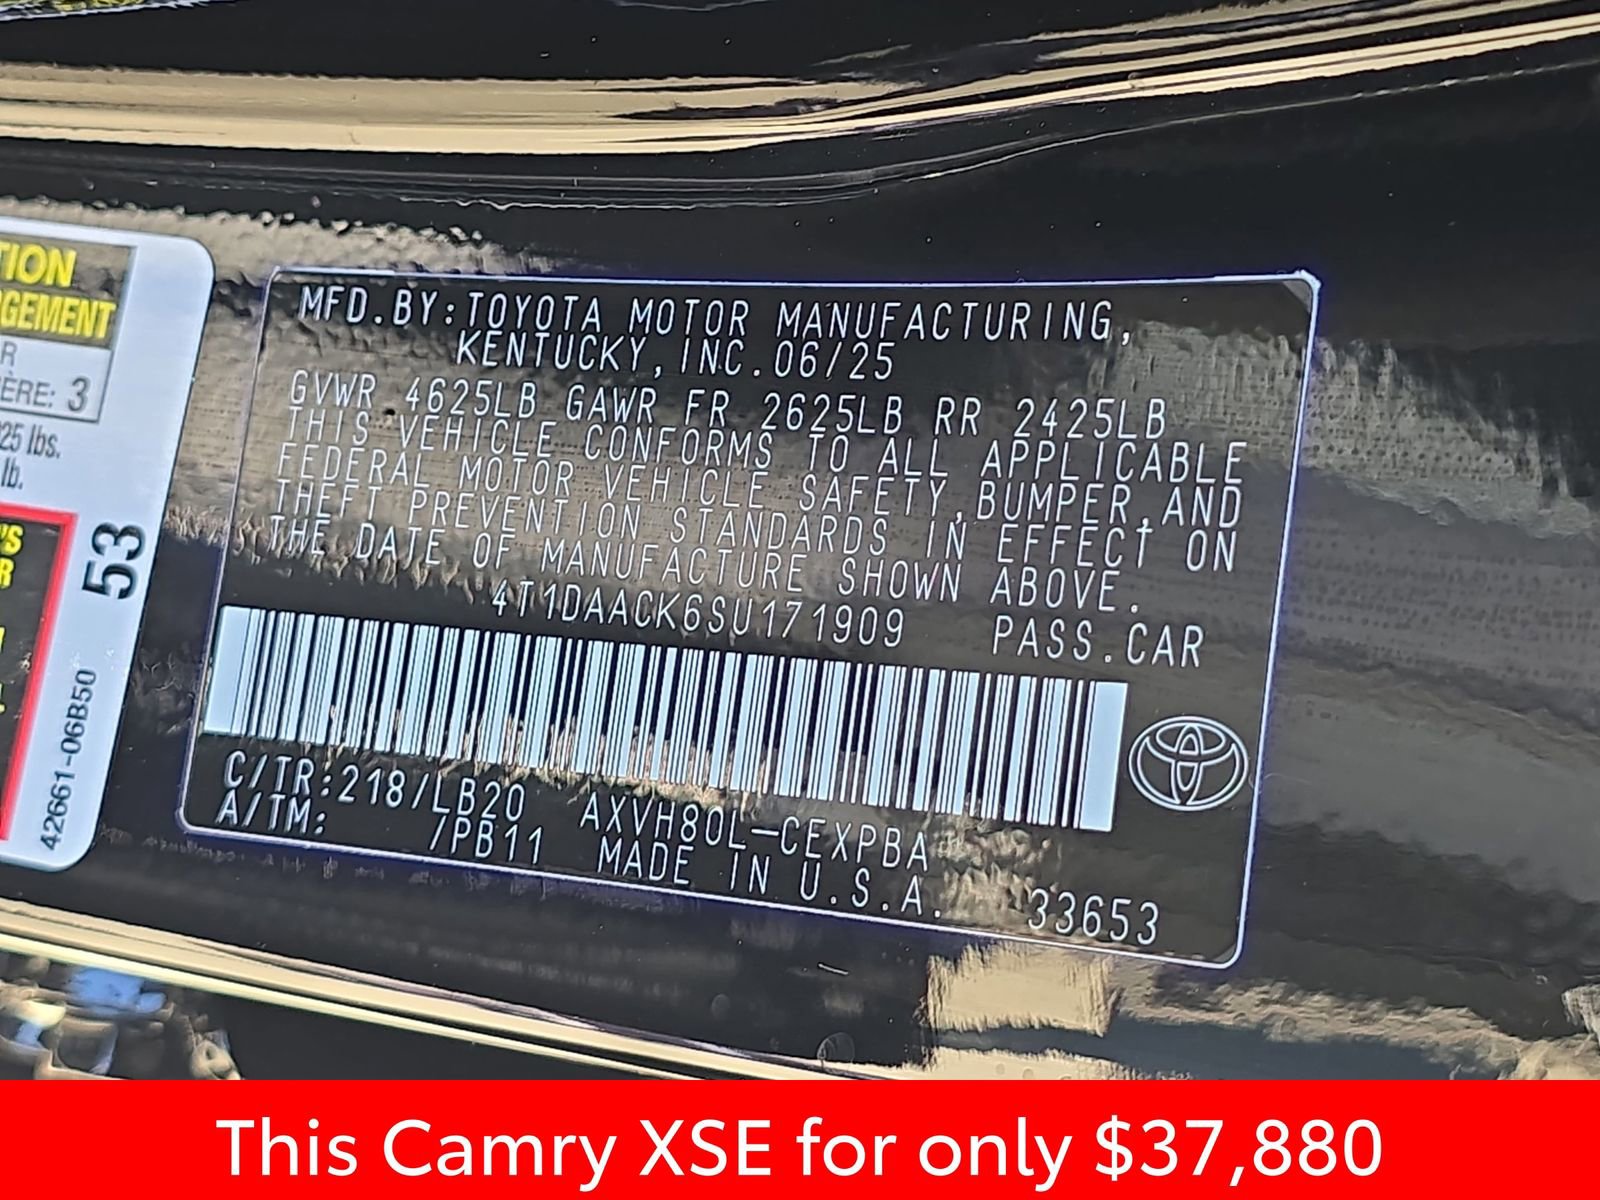 TION
GEMENT
R
ÈRE: 3
25 lbs.
lb.
'S
R
53
42661-06B50
MFD.BY:TOYOTA MOTOR MANUFACTURING,
KENTUCKY,INC.06/25
GVWR 4625LB GAWR FR 2625LB RR 2425LB
THIS VEHICLE CONFORMS TO ALL APPLICABLE
FEDERAL MOTOR VEHICLE SAFETY,BUMPER,AND
THEFT PREVENTION STANDARDS IN EFFECT ON
THE DATE OF MANUFACTURE SHOWN ABOVE.
4T1DAACK6SU171909 PASS.CAR
C/TR:218/LB20 AXVH80L-CEXPBA
A/TM: /PB11 MADE IN U.S.A. 33653
This Camry XSE for only $37,880